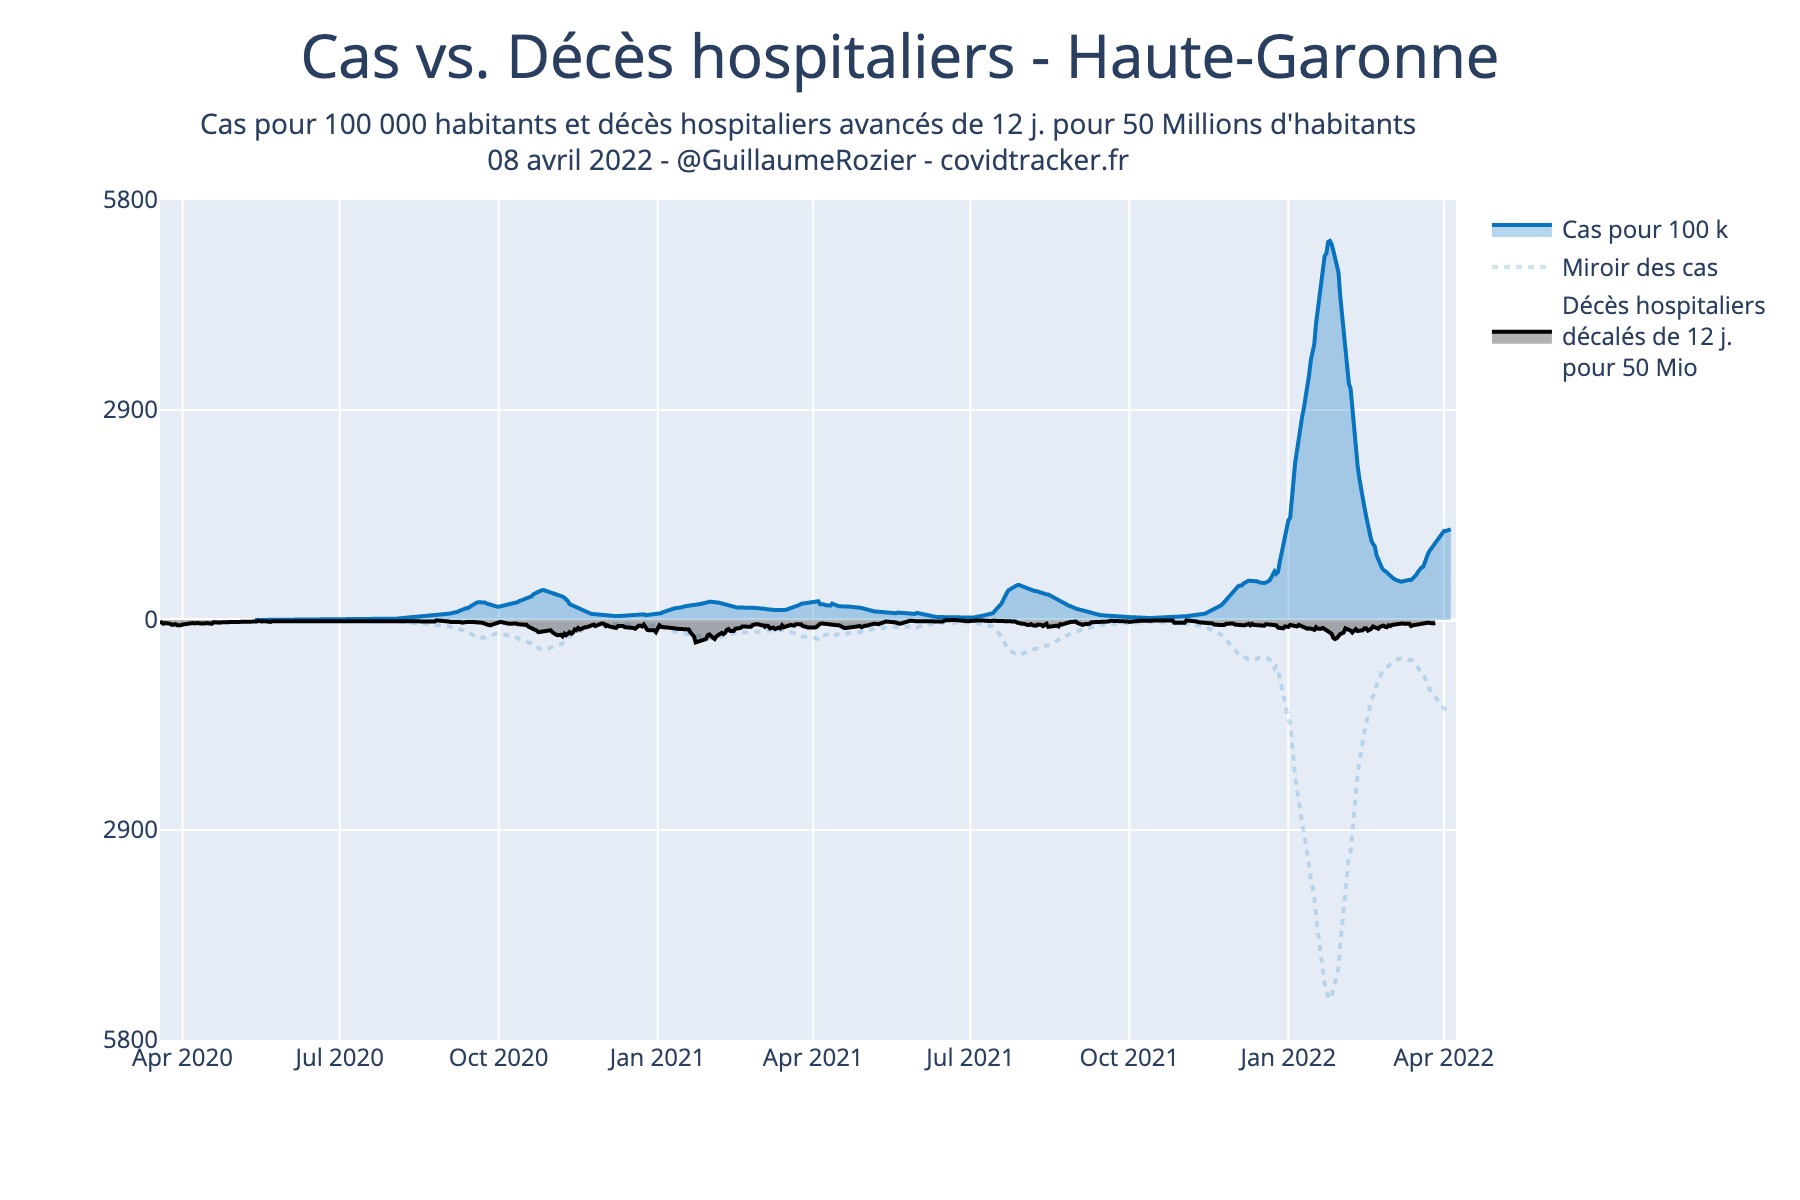 Cas vs. Décès hospitaliers - Haute-Garonne
Cas pour 100 000 habitants et décès hospitaliers avancés de 12 j. pour 50 Millions d'habitants
08 avril 2022 - @GuillaumeRozier - covidtracker.fr
5800
2900
0
2900
5800
Apr 2020
Jul 2020
Oct 2020
Jan 2021
Apr 2021
Jul 2021
Oct 2021
Jan 2022
Apr 2022
Cas pour 100 k
Miroir des cas
Décès hospitaliers
décalés de 12 j.
pour 50 Mio